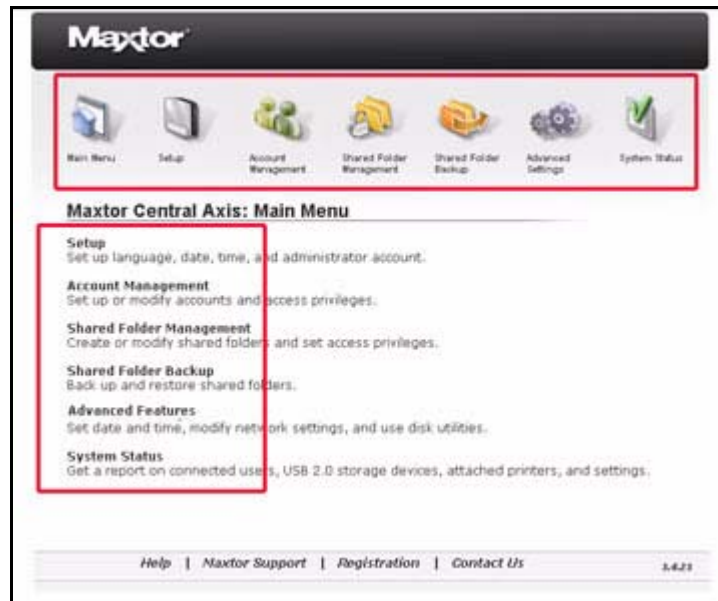 Maxtor
Main Menu
Setup
Account Management
Shared Folder Management
Shared Folder Backup
Advanced Settings
System Status
Maxtor Central Axis: Main Menu
Setup
Set up language, date, time, and administrator account.
Account Management
Set up or modify accounts and access privileges.
Shared Folder Management
Create or modify shared folders and set access privileges.
Shared Folder Backup
Back up and restore shared folders.
Advanced Features
Set date and time, modify network settings, and use disk utilities.
System Status
Get a report on connected users, USB 2.0 storage devices, attached printers, and settings.
Help | Maxtor Support | Registration | Contact Us